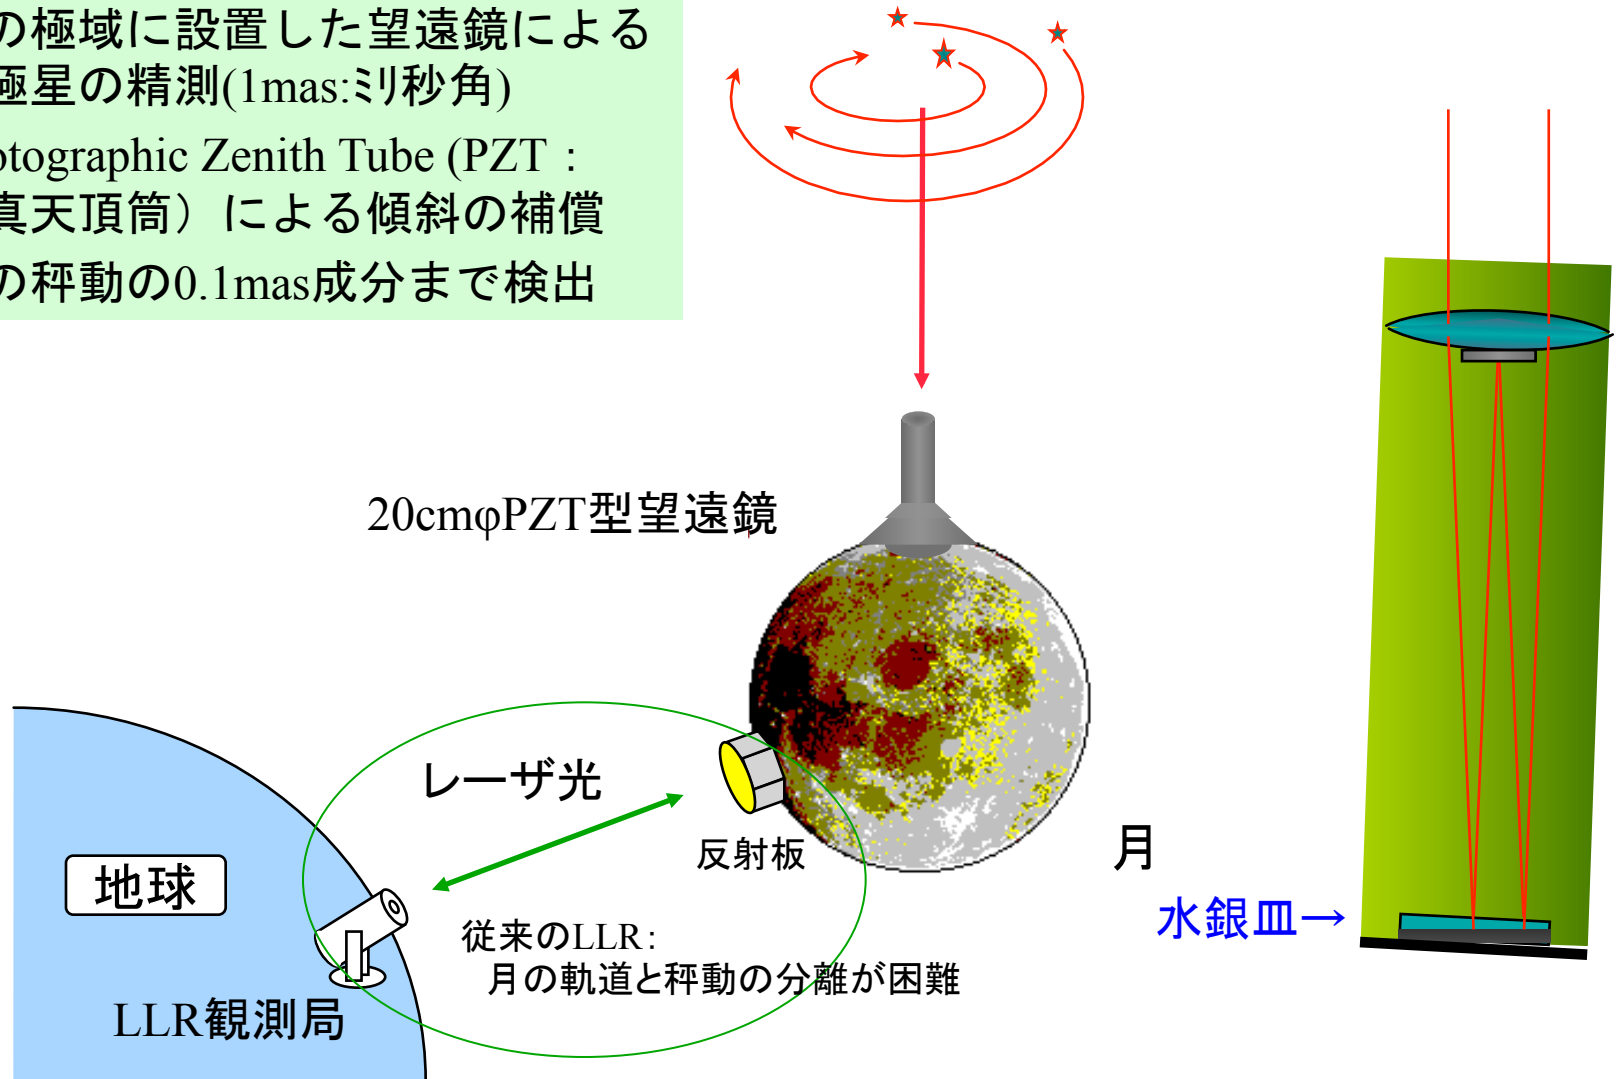 の極域に設置した望遠鏡による
極星の精測(1mas:ミリ秒角)
otographic Zenith Tube (PZT：
真天頂筒）による傾斜の補償
の秤動の0.1mas成分まで検出
20cmφPZT型望遠鏡
レーザ光
反射板
月
地球
水銀皿→
従来のLLR：
月の軌道と秤動の分離が困難
LLR観測局